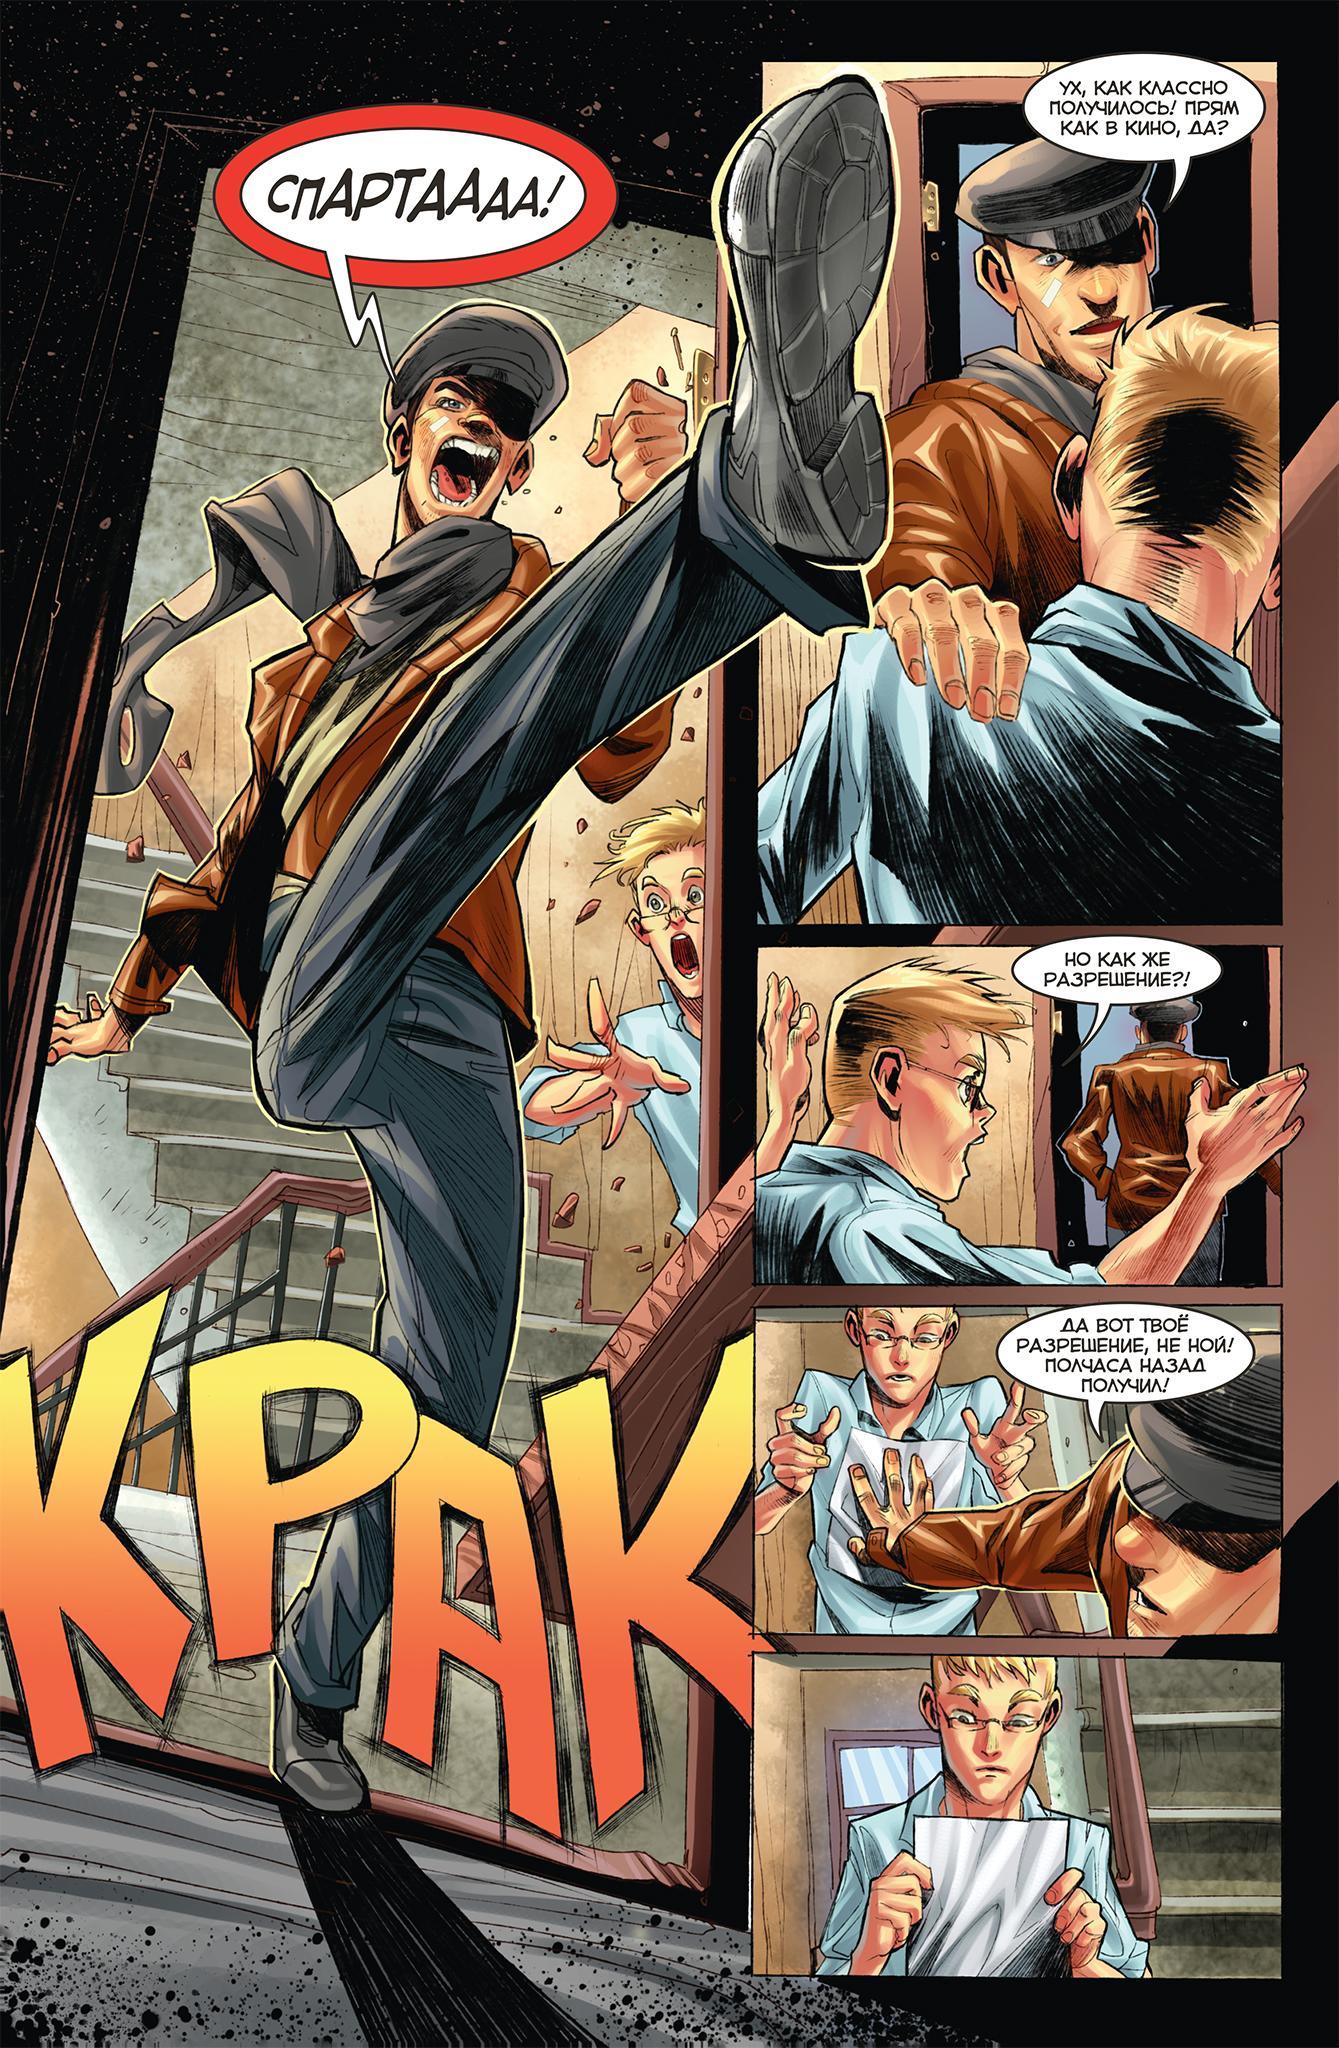 СПАРТАААА!
КРАК
УХ, КАК КЛАССНО
ПОЛУЧИЛОСЬ! ПРЯМ
КАК В КИНО, ДА?
НО КАК ЖЕ
РАЗРЕШЕНИЕ?!
ДА ВОТ ТВОЁ
РАЗРЕШЕНИЕ, НЕ НОЙ!
ПОЛЧАСА НАЗАД
ПОЛУЧИЛ!